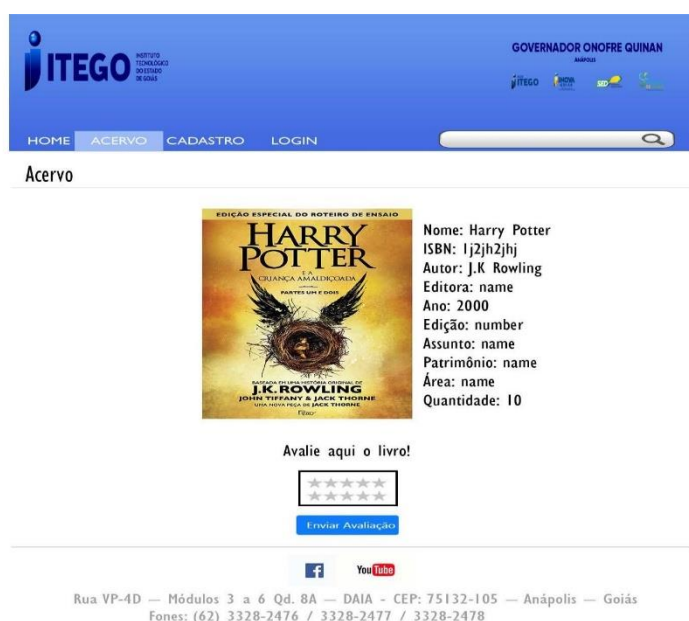 ITEGO
INSTITUTO
TECNOLÓGICO
DO ESTADO
DE GOIÁS
GOVERNADOR ONOFRE QUINAN
ANÁPOLIS
ITEGO
SED
HOME ACERVO CADASTRO LOGIN
Acervo
EDIÇÃO ESPECIAL DO ROTEIRO DE ENSAIO
HARRY
POTTER
E A
CRIANÇA AMALDIÇOADA
PARTES UM E DOIS
BASEADA EM UMA HISTÓRIA ORIGINAL DE
J.K.ROWLING
JOHN TIFFANY & JACK THORNE
UMA NOVA PEÇA DE JACK THORNE
Nome: Harry Potter
ISBN: 1j2jh2jhj
Autor: J.K Rowling
Editora: name
Ano: 2000
Edição: number
Assunto: name
Patrimônio: name
Área: name
Quantidade: 10
Avalie aqui o livro!
Enviar Avaliação
f YouTube
Rua VP-4D — Módulos 3 a 6 Qd. 8A — DAIA - CEP: 75132-105 — Anápolis — Goiás
Fones: (62) 3328-2476 / 3328-2477 / 3328-2478